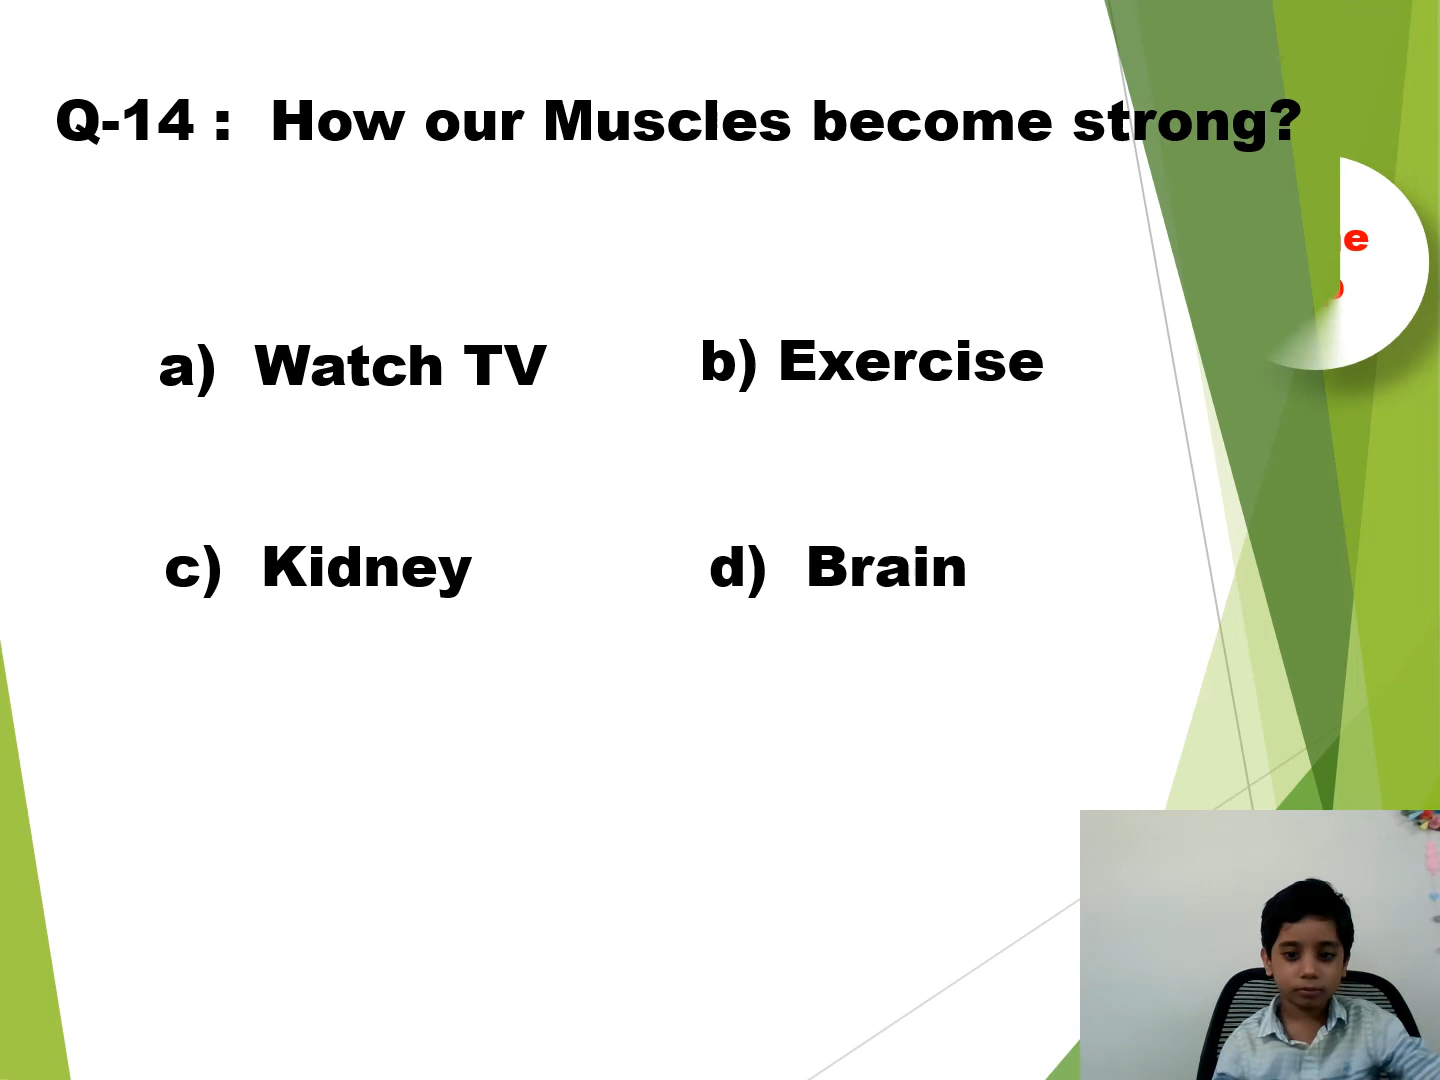 Q-14 : How our Muscles become strong?
a) Watch TV
b) Exercise
c) Kidney
d) Brain